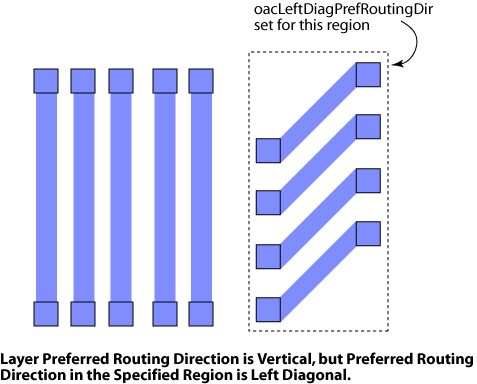 oacLeftDiagPrefRoutingDir
set for this region
Layer Preferred Routing Direction is Vertical, but Preferred Routing
Direction in the Specified Region is Left Diagonal.